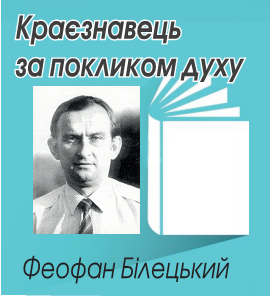 Краєзнавець
за покликом духу
Феофан Білецький